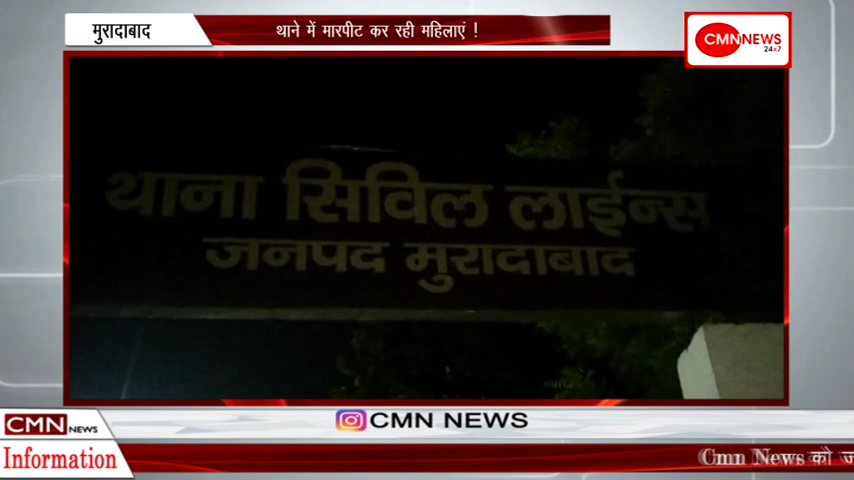 मुरादाबाद
थाने में मारपीट कर रही महिलाएं !
CMN NEWS
24x7
थाना सिविल लाईन्स
जनपद मुरादाबाद
CMN NEWS
CMN NEWS
Information
Cmn News को